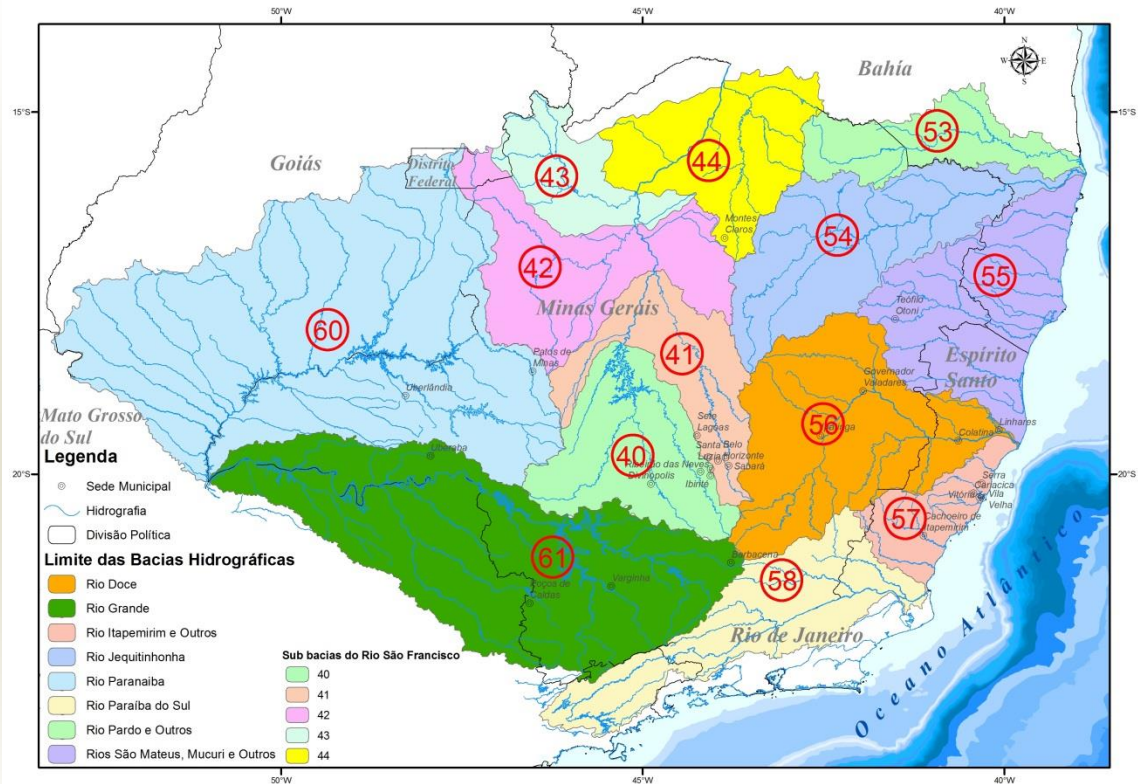 50°W
45°W
40°W
N
W
E
S
Bahía
15°S
15°S
53
44
Goiás
43
Distrito
Federal
Montes
Claros
54
42
55
Minas Gerais
Teófilo
Otoni
60
41
Espírito
Santo
Patos de
Minas
Governador
Valadares
Uberlândia
Mato Grosso
do Sul
Sete
Lagoas
56
Linhares
Colatina
Uberaba
40
Santa
Luzia
Belo
Horizonte
Sabará
Ribeirão das Neves
Divinópolis
Ibirité
20°S
20°S
Serra
Cariacica
Vitória
Vila
Velha
57
Cachoeiro de
Itapemirim
61
Barbacena
58
Poços de
Caldas
Varginha
Rio de Janeiro
Oceano Atlântico
Legenda
Sede Municipal
Hidrografia
Divisão Política
Limite das Bacias Hidrográficas
Rio Doce
Rio Grande
Rio Itapemirim e Outros
Rio Jequitinhonha
Rio Paranaiba
Rio Paraíba do Sul
Rio Pardo e Outros
Rios São Mateus, Mucuri e Outros
Sub bacias do Rio São Francisco
40
41
42
43
44
50°W
45°W
40°W